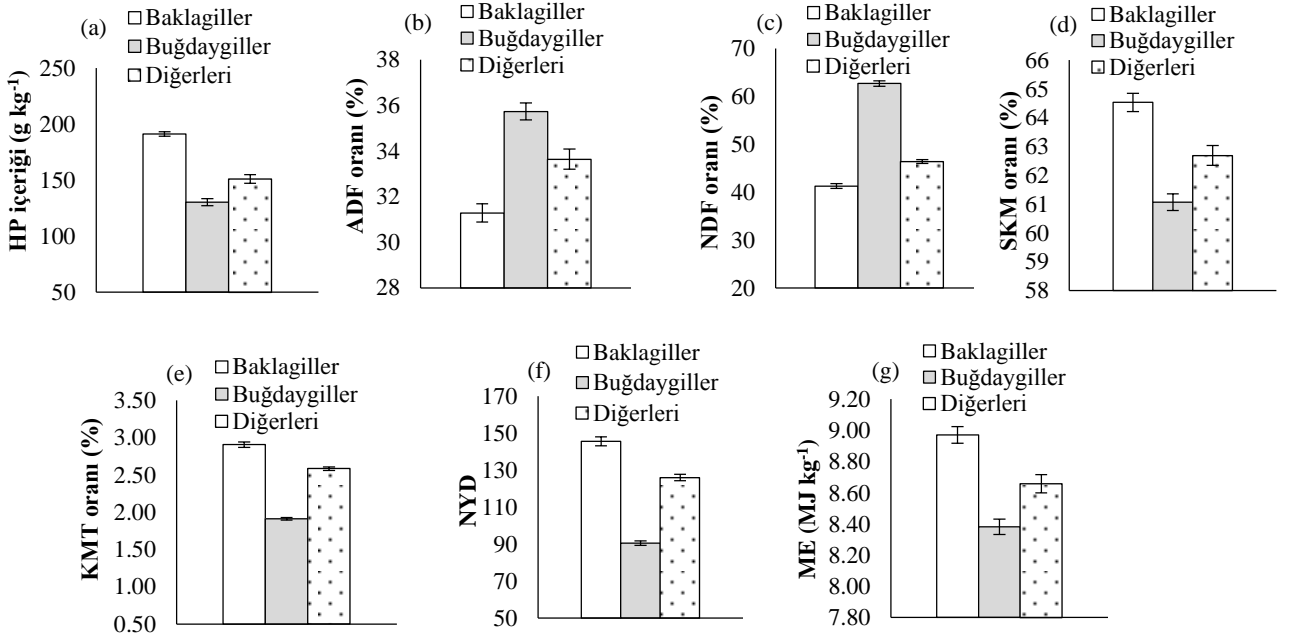 (a)
Baklagiller
Buğdaygiller
Diğerleri
HP içeriği (g kg⁻¹)
250
200
150
100
50
(b)
Baklagiller
Buğdaygiller
Diğerleri
ADF oranı (%)
38
36
34
32
30
28
(c)
Baklagiller
Buğdaygiller
Diğerleri
NDF oranı (%)
70
60
50
40
30
20
(d)
Baklagiller
Buğdaygiller
Diğerleri
SKM oranı (%)
66
65
64
63
62
61
60
59
58
(e)
Baklagiller
Buğdaygiller
Diğerleri
KMT oranı (%)
3.50
3.00
2.50
2.00
1.50
1.00
0.50
(f)
Baklagiller
Buğdaygiller
Diğerleri
NYD
170
150
130
110
90
70
50
(g)
Baklagiller
Buğdaygiller
Diğerleri
ME (MJ kg⁻¹)
9.20
9.00
8.80
8.60
8.40
8.20
8.00
7.80